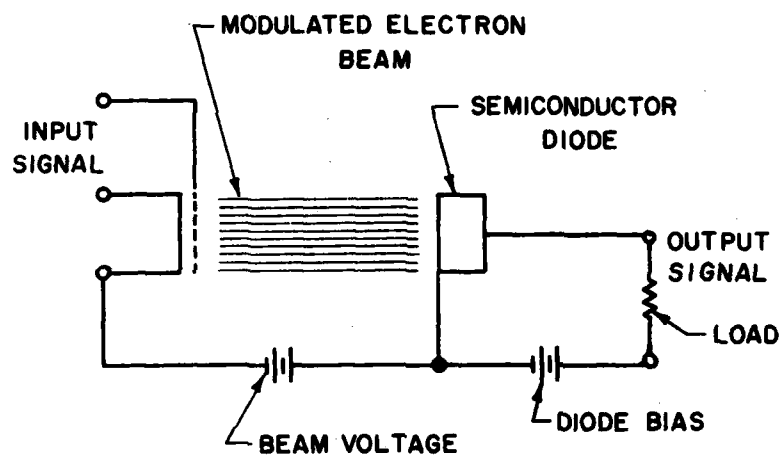 MODULATED ELECTRON
BEAM
SEMICONDUCTOR
DIODE
INPUT
SIGNAL
OUTPUT
SIGNAL
LOAD
DIODE BIAS
BEAM VOLTAGE